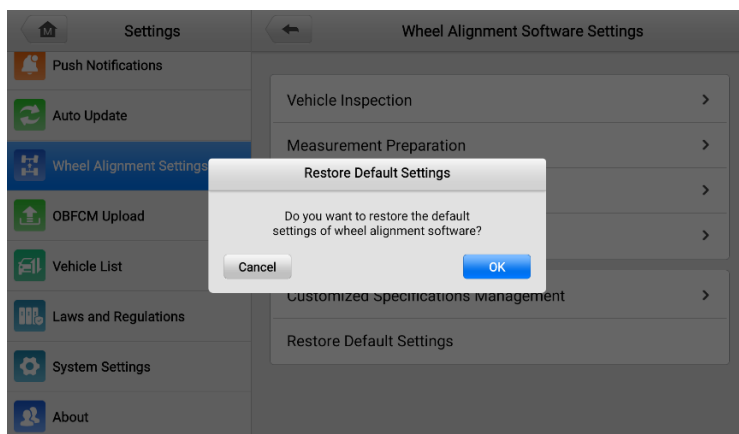 Settings
Wheel Alignment Software Settings
Push Notifications
Auto Update
Wheel Alignment Settings
OBFCM Upload
Vehicle List
Laws and Regulations
System Settings
About
Vehicle Inspection
Measurement Preparation
Restore Default Settings
Do you want to restore the default
settings of wheel alignment software?
Cancel
OK
Customized Specifications Management
Restore Default Settings